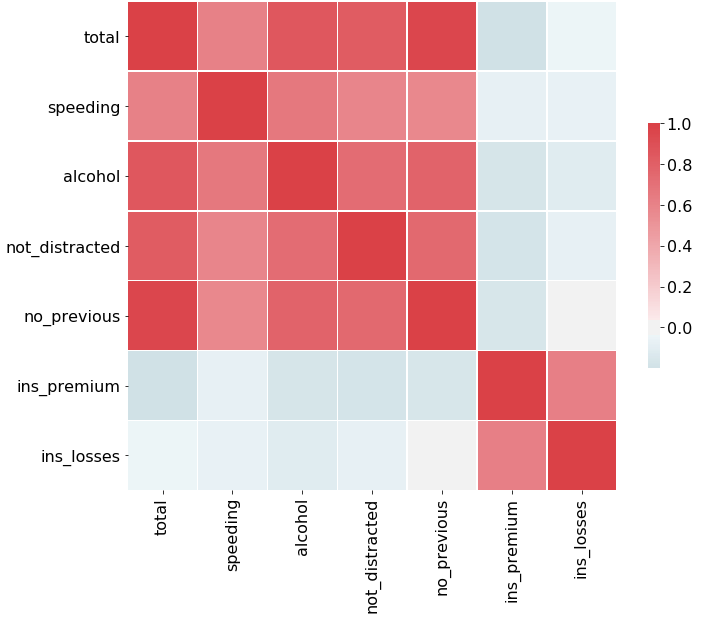 total
speeding
alcohol
not_distracted
no_previous
ins_premium
ins_losses
total
speeding
alcohol
not_distracted
no_previous
ins_premium
ins_losses
1.0
0.8
0.6
0.4
0.2
0.0